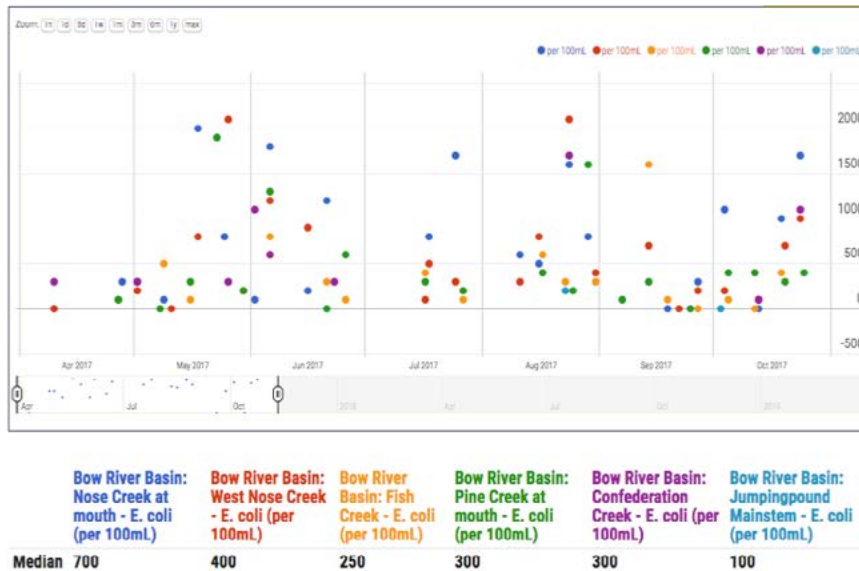 Zoom: 1h 1d 5d 1w 1m 3m 6m 1y max
per 100mL per 100mL per 100mL per 100mL per 100mL per 100mL
2000
1500
1000
500
0
-500
Apr 2017 May 2017 Jun 2017 Jul 2017 Aug 2017 Sep 2017 Oct 2017
Apr Jul Oct 2018 Apr Jul Oct 2019
Bow River Basin: Bow River Basin: Bow River Bow River Basin: Bow River Basin: Bow River Basin:
Nose Creek at West Nose Creek Basin: Fish Pine Creek at Confederation Jumpingpound
mouth - E. coli - E. coli (per Creek - E. coli mouth - E. coli Creek - E. coli (per Mainstem - E. coli
(per 100mL) 100mL) (per 100mL) (per 100mL) 100mL) (per 100mL)
Median 700 400 250 300 300 100